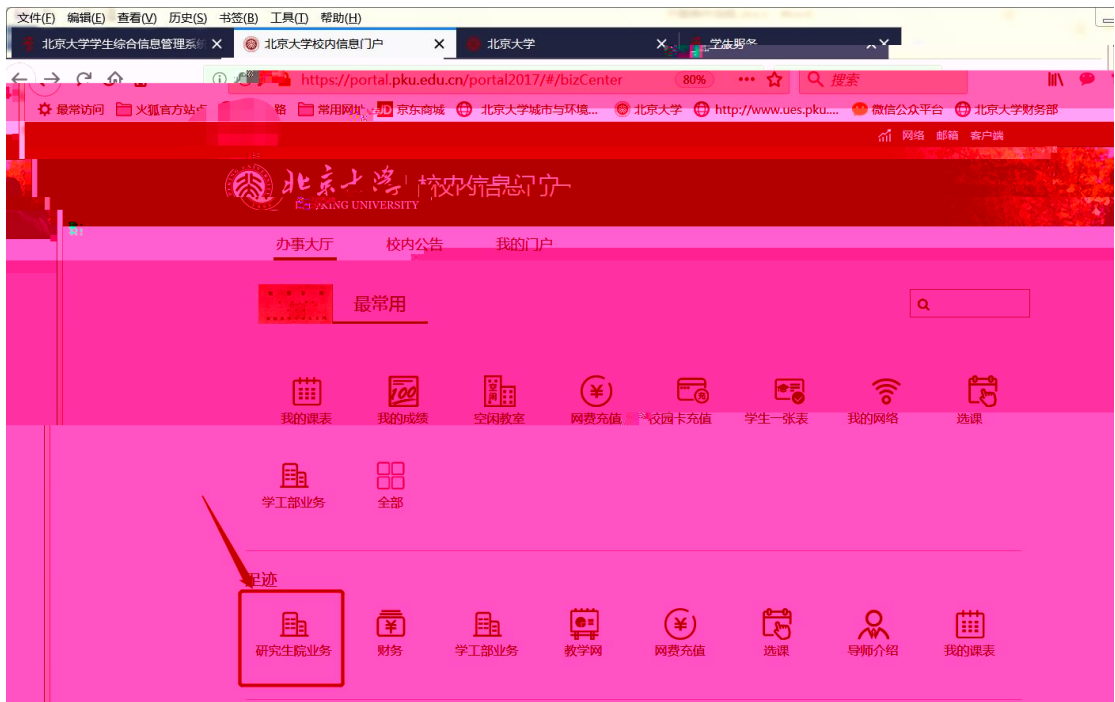 文件(F) 编辑(E) 查看(V) 历史(S) 书签(B) 工具(T) 帮助(H)
北京大学学生综合信息管理系统 北京大学校内信息门户 北京大学
https://portal.pku.edu.cn/portal2017/#/bizCenter 80% 搜索
最常访问 火狐官方站点 常用网址 京东商城 北京大学城市与环境... 北京大学 http://www.ues.pku.... 微信公众平台 北京大学财务部
网络 邮箱 客户端
北京大学 校内信息门户
UNIVERSITY
办事大厅 校内公告 我的门户
最常用
我的课表 我的成绩 空闲教室 网费充值 校园卡充值 学生一张表 我的网络 选课
学工部业务 全部
足迹
研究生院业务 财务 学工部业务 教学网 网费充值 选课 导师介绍 我的课表